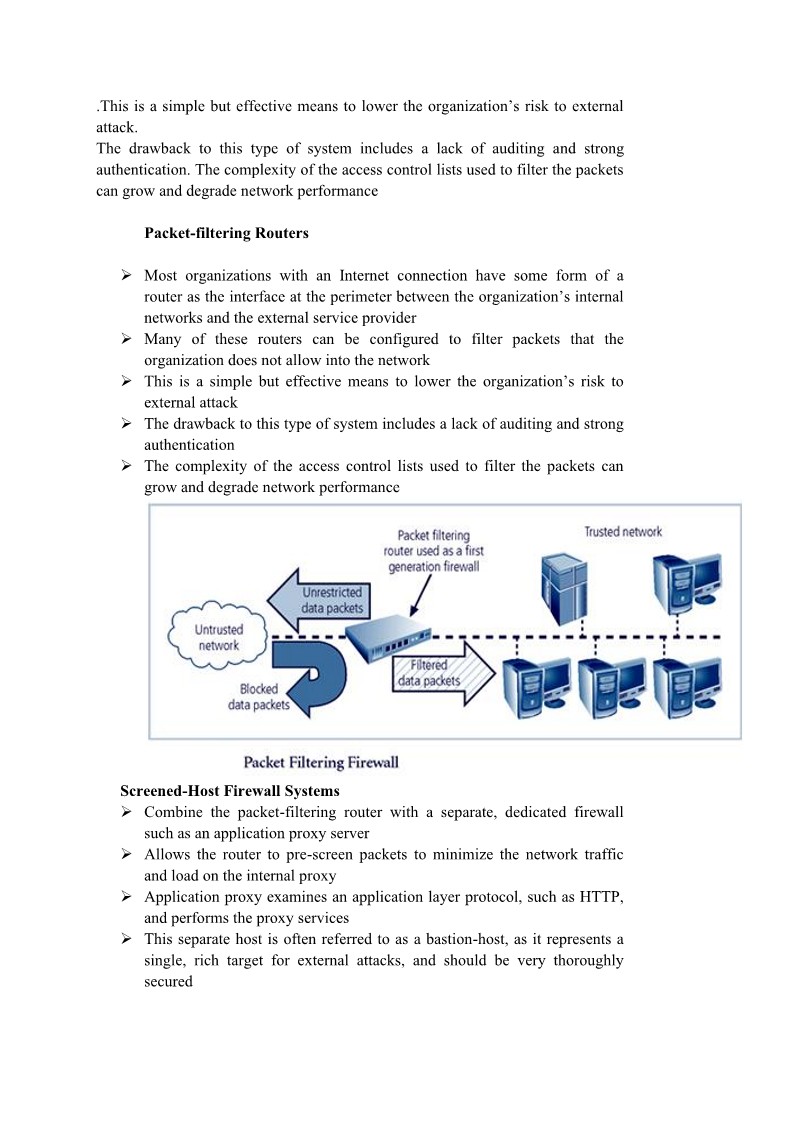 .This is a simple but effective means to lower the organization’s risk to external
attack.
The drawback to this type of system includes a lack of auditing and strong
authentication. The complexity of the access control lists used to filter the packets
can grow and degrade network performance
Packet-filtering Routers
➢ Most organizations with an Internet connection have some form of a
router as the interface at the perimeter between the organization’s internal
networks and the external service provider
➢ Many of these routers can be configured to filter packets that the
organization does not allow into the network
➢ This is a simple but effective means to lower the organization’s risk to
external attack
➢ The drawback to this type of system includes a lack of auditing and strong
authentication
➢ The complexity of the access control lists used to filter the packets can
grow and degrade network performance
Packet filtering
router used as a first
generation firewall
Trusted network
Unrestricted
data packets
Untrusted
network
Filtered
data packets
Blocked
data packets
Packet Filtering Firewall
Screened-Host Firewall Systems
➢ Combine the packet-filtering router with a separate, dedicated firewall
such as an application proxy server
➢ Allows the router to pre-screen packets to minimize the network traffic
and load on the internal proxy
➢ Application proxy examines an application layer protocol, such as HTTP,
and performs the proxy services
➢ This separate host is often referred to as a bastion-host, as it represents a
single, rich target for external attacks, and should be very thoroughly
secured